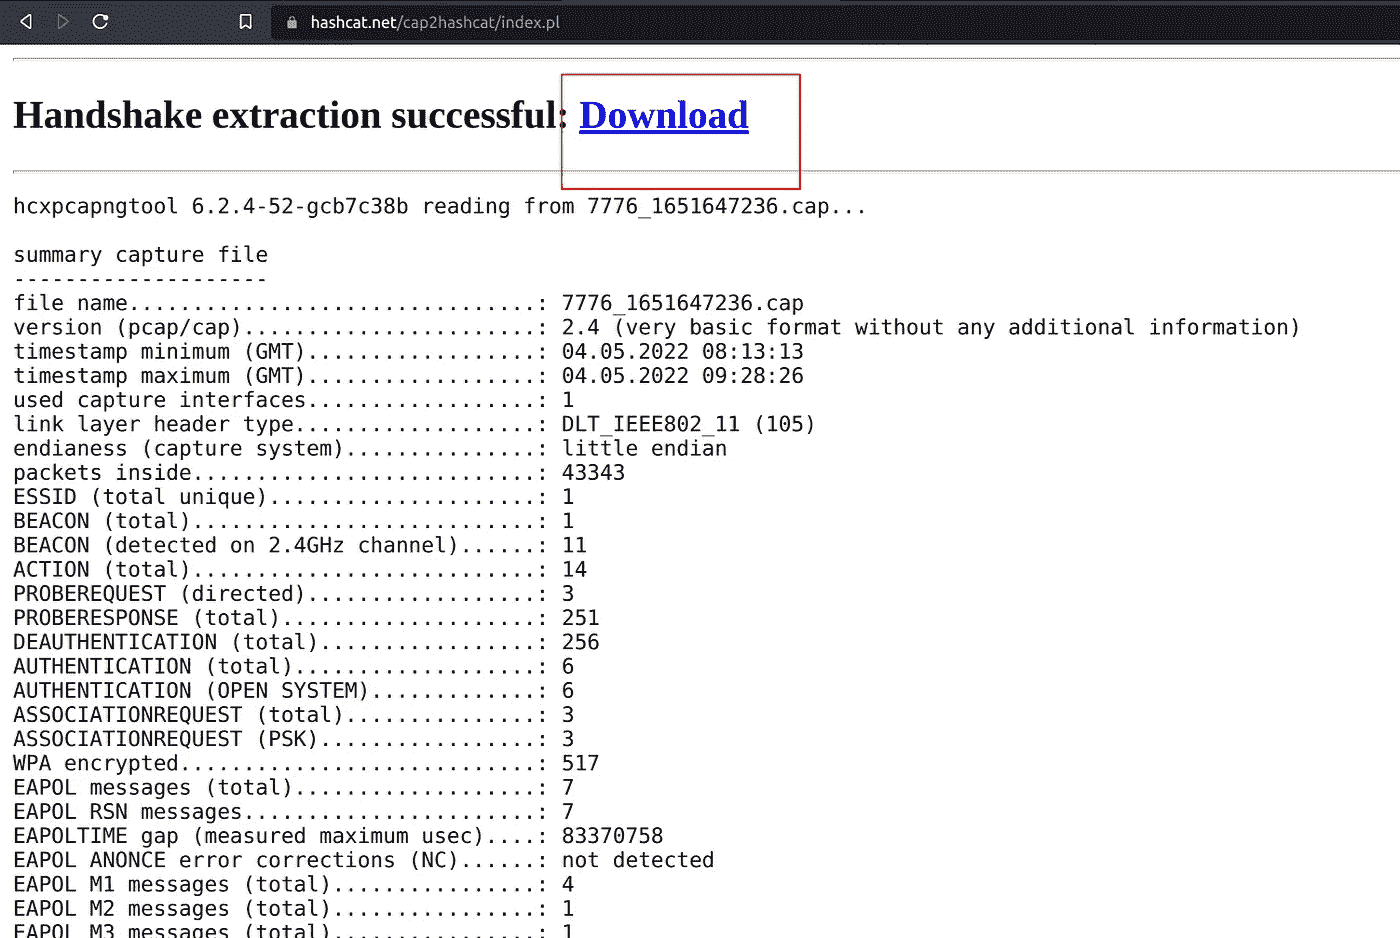 hashcat.net/cap2hashcat/index.pl
Handshake extraction successful: Download
hcxpcapngtool 6.2.4-52-gcb7c38b reading from 7776_1651647236.cap...
summary capture file
--------------------
file name................................: 7776_1651647236.cap
version (pcap/cap).......................: 2.4 (very basic format without any additional information)
timestamp minimum (GMT)..................: 04.05.2022 08:13:13
timestamp maximum (GMT)..................: 04.05.2022 09:28:26
used capture interfaces..................: 1
link layer header type...................: DLT_IEEE802_11 (105)
endianess (capture system)...............: little endian
packets inside...........................: 43343
ESSID (total unique).....................: 1
BEACON (total)...........................: 1
BEACON (detected on 2.4GHz channel)......: 11
ACTION (total)...........................: 14
PROBEREQUEST (directed)..................: 3
PROBERESPONSE (total)....................: 251
DEAUTHENTICATION (total).................: 256
AUTHENTICATION (total)...................: 6
AUTHENTICATION (OPEN SYSTEM).............: 6
ASSOCIATIONREQUEST (total)...............: 3
ASSOCIATIONREQUEST (PSK).................: 3
WPA encrypted............................: 517
EAPOL messages (total)...................: 7
EAPOL RSN messages.......................: 7
EAPOLTIME gap (measured maximum usec)....: 83370758
EAPOL ANONCE error corrections (NC)......: not detected
EAPOL M1 messages (total)................: 4
EAPOL M2 messages (total)................: 1
EAPOL M3 messages (total)................: 1